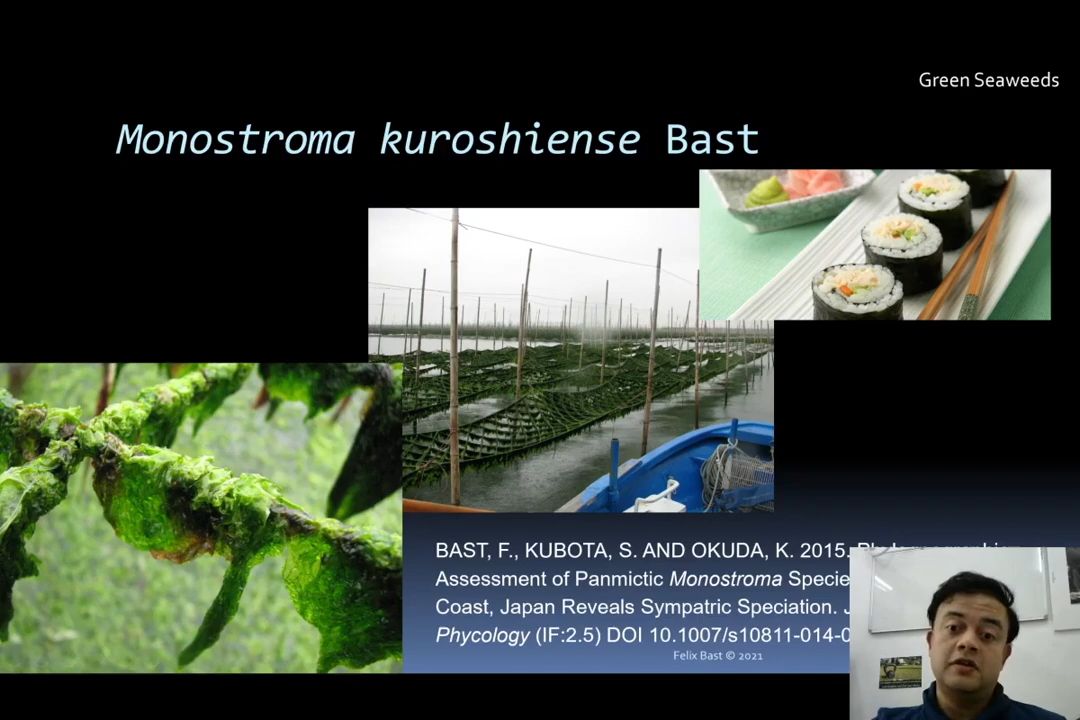 Green Seaweeds
Monostroma kuroshiense Bast
BAST, F., KUBOTA, S. AND OKUDA, K. 2015.
Assessment of Panmictic Monostroma Specie
Coast, Japan Reveals Sympatric Speciation. J
Phycology (IF:2.5) DOI 10.1007/s10811-014-0
Felix Bast © 2021